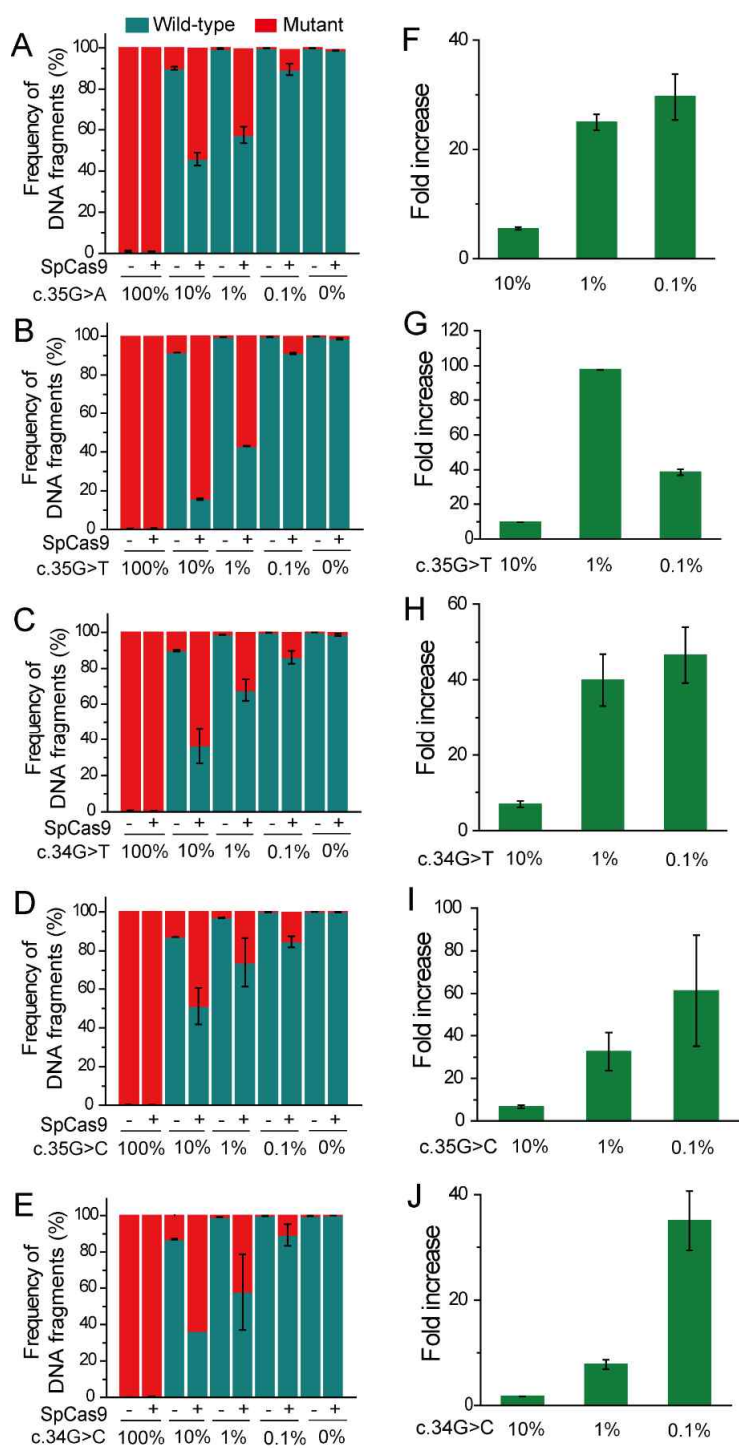 Wild-type Mutant
A
Frequency of
DNA fragments (%)
100
80
60
40
20
0
SpCas9 - + - + - + - + - +
c.35G>A 100% 10% 1% 0.1% 0%
F
Fold increase
40
20
0
10% 1% 0.1%
B
Frequency of
DNA fragments (%)
100
80
60
40
20
0
SpCas9 - + - + - + - + - +
c.35G>T 100% 10% 1% 0.1% 0%
G
Fold increase
120
100
80
60
40
20
0
c.35G>T 10% 1% 0.1%
C
Frequency of
DNA fragments (%)
100
80
60
40
20
0
SpCas9 - + - + - + - + - +
c.34G>T 100% 10% 1% 0.1% 0%
H
Fold increase
60
40
20
0
c.34G>T 10% 1% 0.1%
D
Frequency of
DNA fragments (%)
100
80
60
40
20
0
SpCas9 - + - + - + - + - +
c.35G>C 100% 10% 1% 0.1% 0%
I
Fold increase
100
80
60
40
20
0
c.35G>C 10% 1% 0.1%
E
Frequency of
DNA fragments (%)
100
80
60
40
20
0
SpCas9 - + - + - + - + - +
c.34G>C 100% 10% 1% 0.1% 0%
J
Fold increase
40
20
0
c.34G>C 10% 1% 0.1%